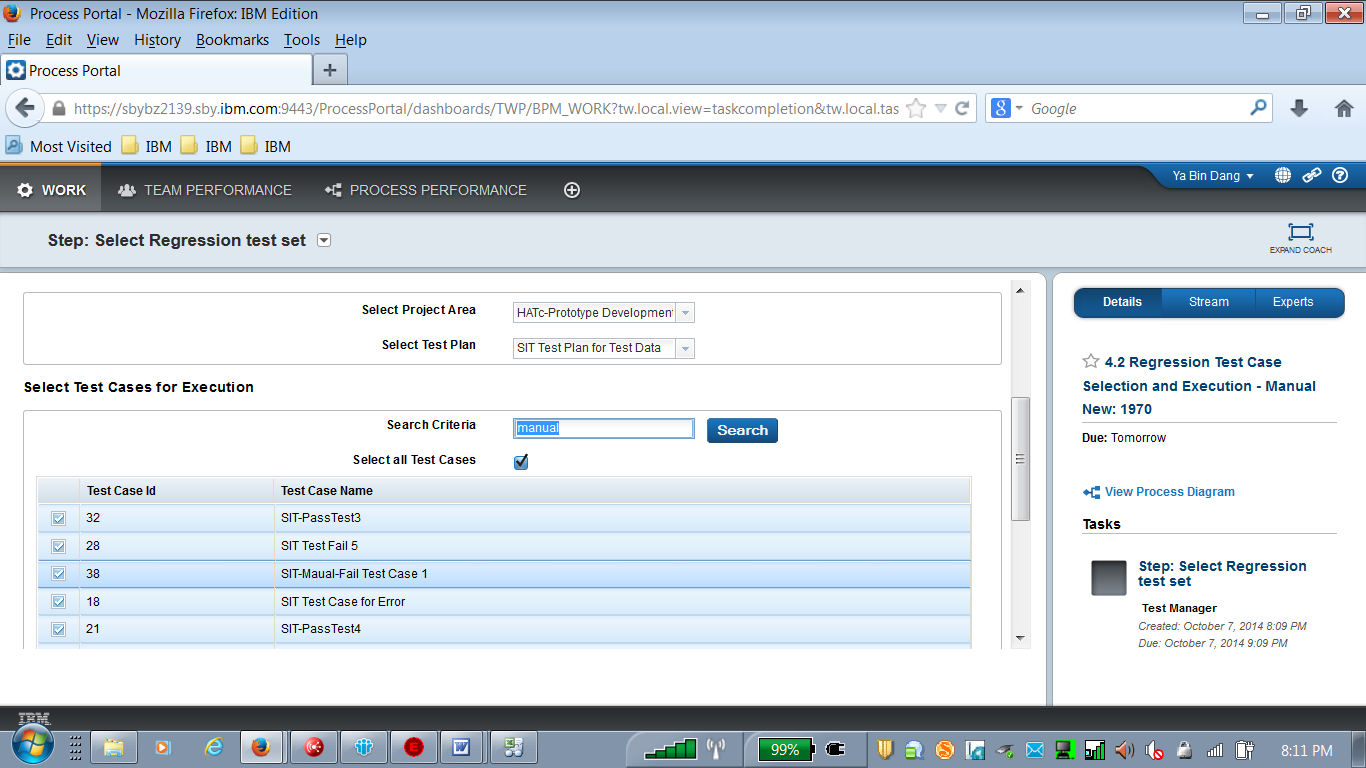 Process Portal - Mozilla Firefox: IBM Edition
File Edit View History Bookmarks Tools Help
Process Portal
https://sbybz2139.sby.ibm.com:9443/ProcessPortal/dashboards/TWP/BPM_WORK?tw.local.view=taskcompletion&tw.local.tas
Google
Most Visited IBM IBM IBM
WORK TEAM PERFORMANCE PROCESS PERFORMANCE
Ya Bin Dang
Step: Select Regression test set
EXPAND COACH
Select Project Area HATc-Prototype Development
Select Test Plan SIT Test Plan for Test Data
Select Test Cases for Execution
Search Criteria manual Search
Select all Test Cases
Test Case Id Test Case Name
32 SIT-PassTest3
28 SIT Test Fail 5
38 SIT-Maual-Fail Test Case 1
18 SIT Test Case for Error
21 SIT-PassTest4
Details Stream Experts
4.2 Regression Test Case
Selection and Execution - Manual
New: 1970
Due: Tomorrow
View Process Diagram
Tasks
Step: Select Regression
test set
Test Manager
Created: October 7, 2014 8:09 PM
Due: October 7, 2014 9:09 PM
IBM
99%
8:11 PM